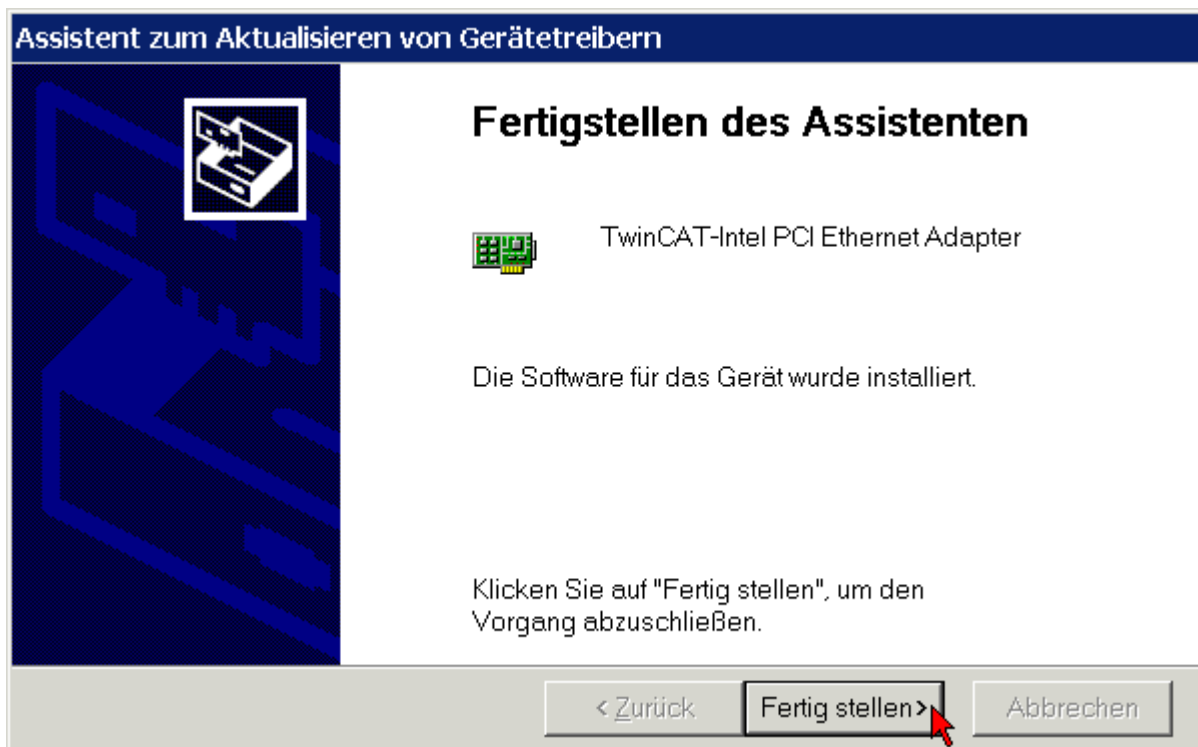 Assistent zum Aktualisieren von Gerätetreibern
Fertigstellen des Assistenten
TwinCAT-Intel PCI Ethernet Adapter
Die Software für das Gerät wurde installiert.
Klicken Sie auf "Fertig stellen", um den
Vorgang abzuschließen.
< Zurück
Fertig stellen>
Abbrechen